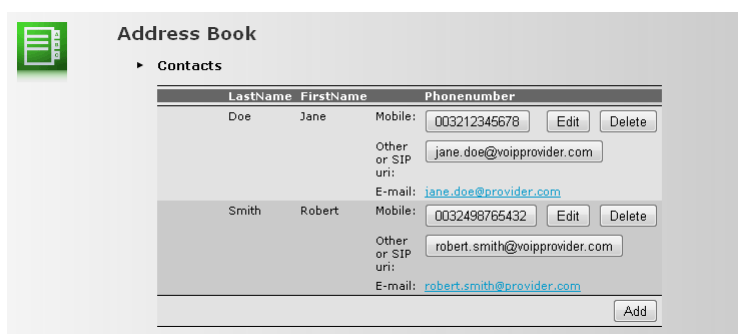 Address Book
Contacts
LastName FirstName Phonenumber
Doe Jane Mobile: 003212345678 Edit Delete
Other
or SIP jane.doe@voipprovider.com
uri:
E-mail: jane.doe@provider.com
Smith Robert Mobile: 0032498765432 Edit Delete
Other
or SIP robert.smith@voipprovider.com
uri:
E-mail: robert.smith@provider.com
Add